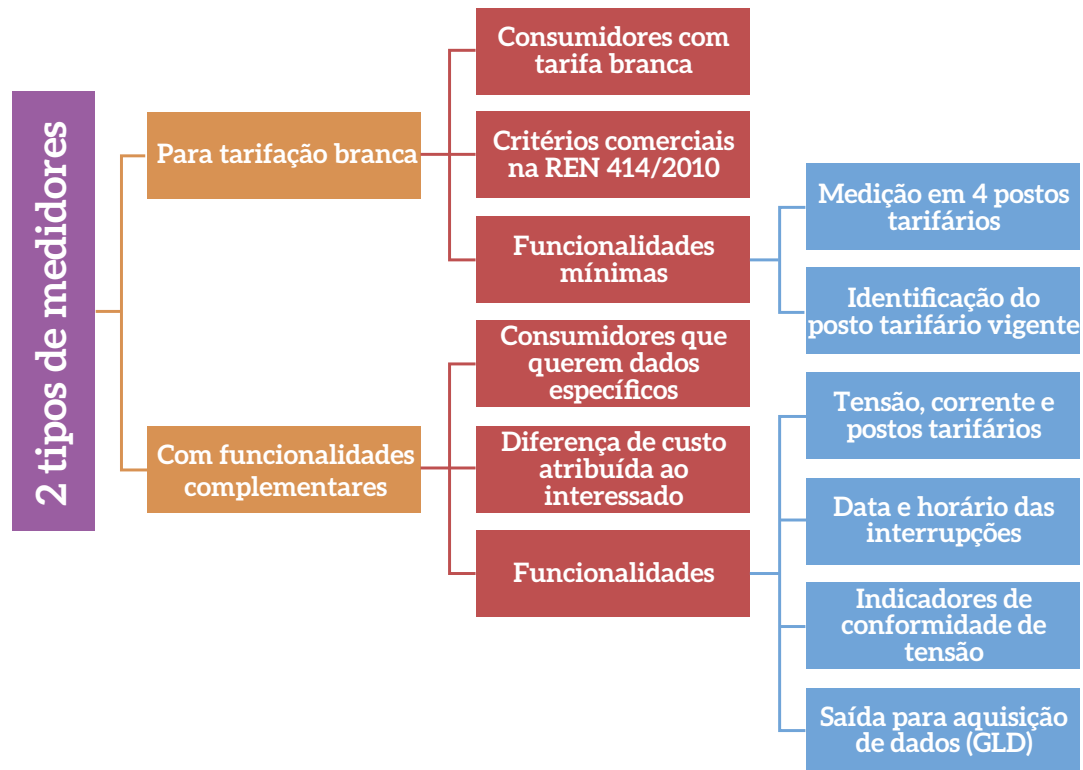 2 tipos de medidores
Para tarifação branca
Consumidores com
tarifa branca
Critérios comerciais
na REN 414/2010
Funcionalidades
mínimas
Medição em 4 postos
tarifários
Identificação do
posto tarifário vigente
Com funcionalidades
complementares
Consumidores que
querem dados
específicos
Diferença de custo
atribuída ao
interessado
Funcionalidades
Tensão, corrente e
postos tarifários
Data e horário das
interrupções
Indicadores de
conformidade de
tensão
Saída para aquisição
de dados (GLD)